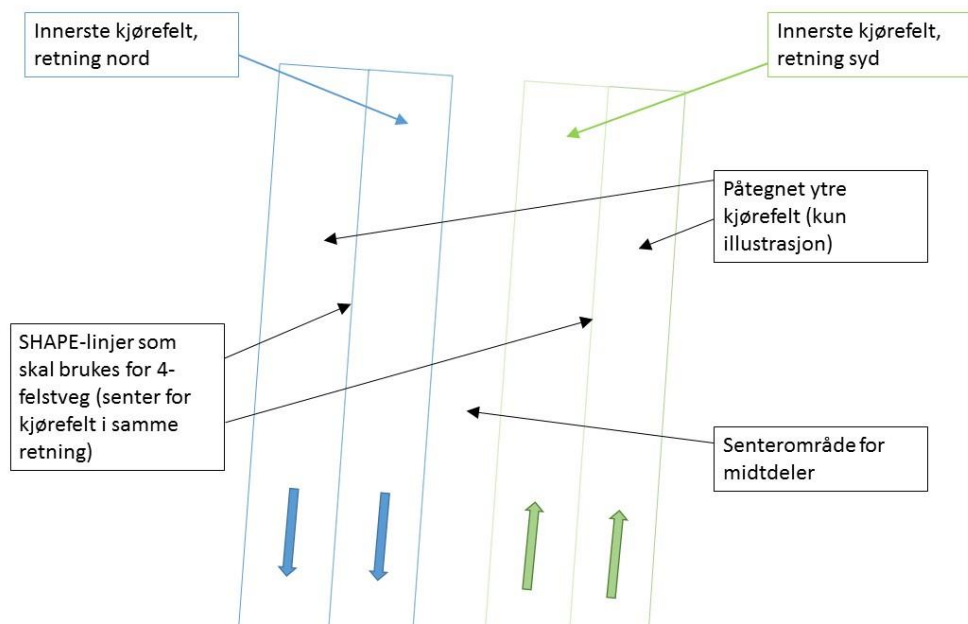 Innerste kjørefelt,
retning nord
Innerste kjørefelt,
retning syd
Påtegnet ytre
kjørefelt (kun
illustrasjon)
SHAPE-linjer som
skal brukes for 4-
felstveg (senter for
kjørefelt i samme
retning)
Senterområde for
midtdeler